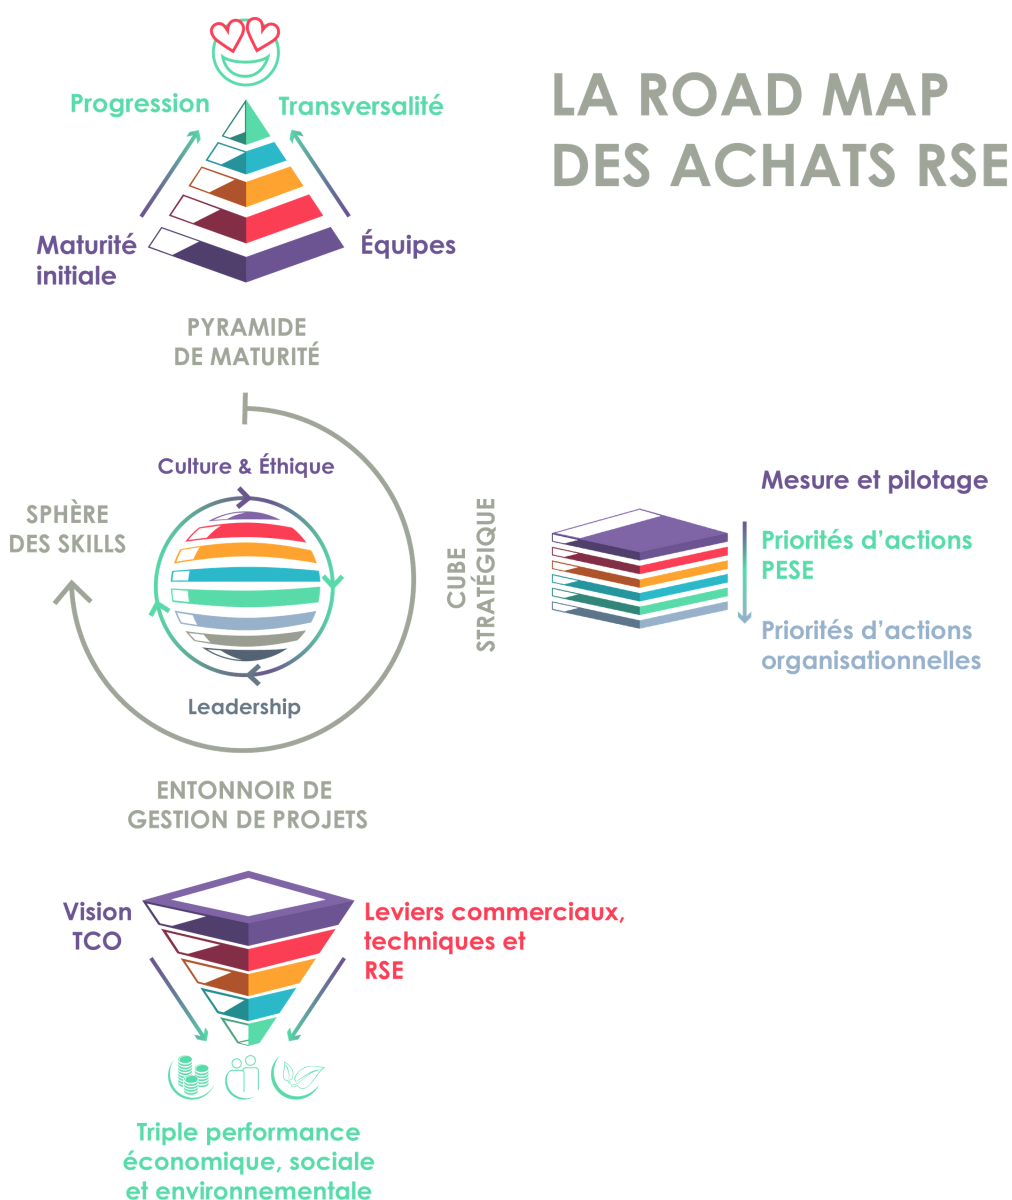 LA ROAD MAP
DES ACHATS RSE
Progression
Transversalité
Maturité
initiale
Équipes
PYRAMIDE
DE MATURITÉ
Culture & Éthique
SPHÈRE
DES SKILLS
Leadership
CUBE
STRATÉGIQUE
Mesure et pilotage
Priorités d’actions
PESE
Priorités d’actions
organisationnelles
ENTONNOIR DE
GESTION DE PROJETS
Vision
TCO
Leviers commerciaux,
techniques et
RSE
Triple performance
économique, sociale
et environnementale